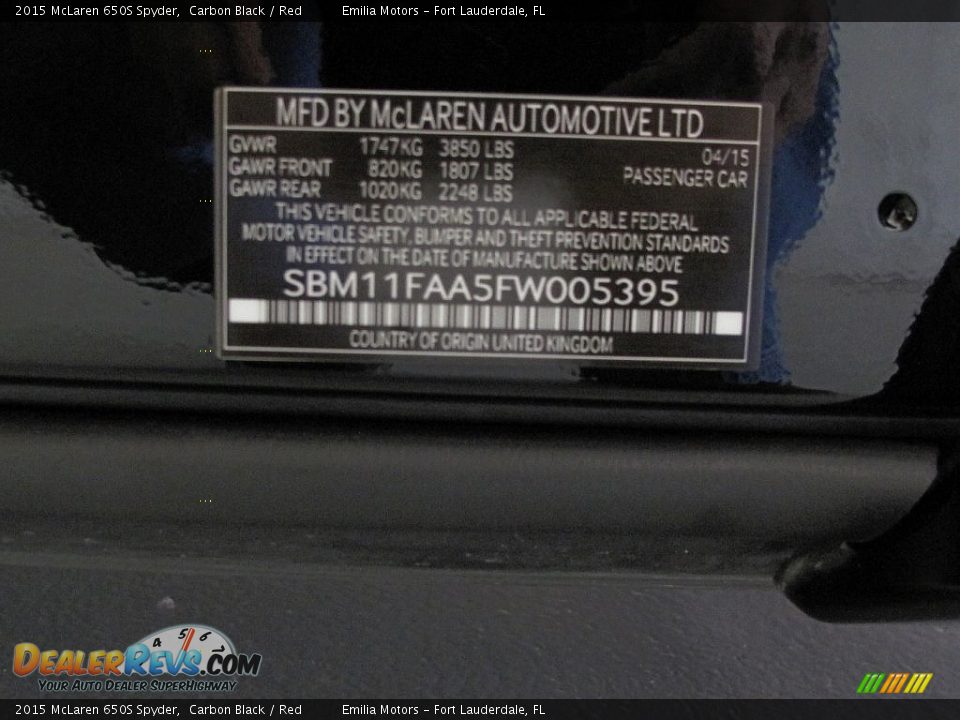 2015 McLaren 650S Spyder,  Carbon Black / Red        Emilia Motors - Fort Lauderdale, FL
MFD BY McLAREN AUTOMOTIVE LTD
GVWR 1747KG 3850 LBS 04/15
GAWR FRONT 820KG 1807 LBS PASSENGER CAR
GAWR REAR 1020KG 2248 LBS
THIS VEHICLE CONFORMS TO ALL APPLICABLE FEDERAL
MOTOR VEHICLE SAFETY, BUMPER AND THEFT PREVENTION STANDARDS
IN EFFECT ON THE DATE OF MANUFACTURE SHOWN ABOVE
SBM11FAA5FW005395
COUNTRY OF ORIGIN UNITED KINGDOM
4 5 6 7
DEALERREVS.COM
YOUR AUTO DEALER SUPERHIGHWAY
2015 McLaren 650S Spyder,  Carbon Black / Red        Emilia Motors - Fort Lauderdale, FL